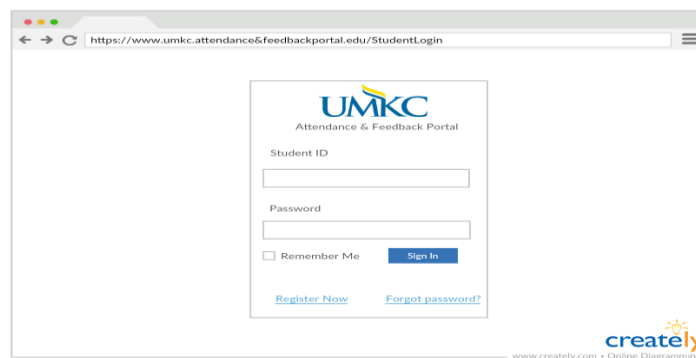 https://www.umkc.attendance&feedbackportal.edu/StudentLogin
UMKC
Attendance & Feedback Portal
Student ID
Password
Remember Me Sign In
Register Now Forgot password?
creately
www.creately.com • Online Diagramming